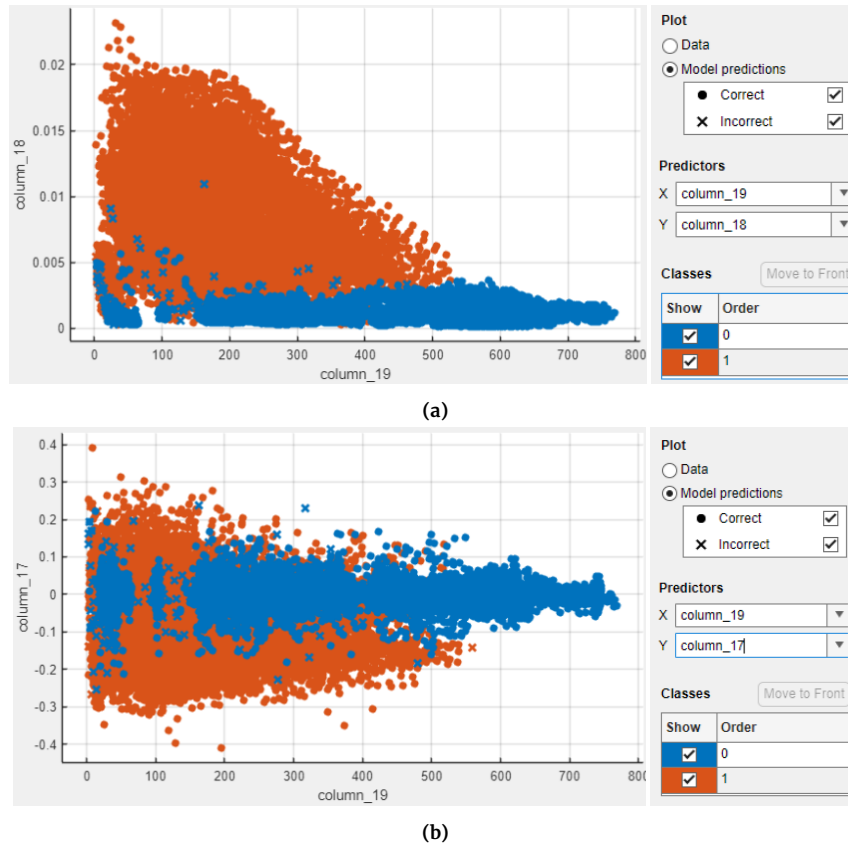 0.02
0.015
0.01
0.005
0
column_18
0 100 200 300 400 500 600 700 800
column_19
Plot
Data
Model predictions
Correct
Incorrect
Predictors
X column_19
Y column_18
Classes Move to Front
Show Order
0
1
(a)
0.4
0.3
0.2
0.1
0
-0.1
-0.2
-0.3
-0.4
column_17
0 100 200 300 400 500 600 700 800
column_19
Plot
Data
Model predictions
Correct
Incorrect
Predictors
X column_19
Y column_17
Classes Move to Front
Show Order
0
1
(b)